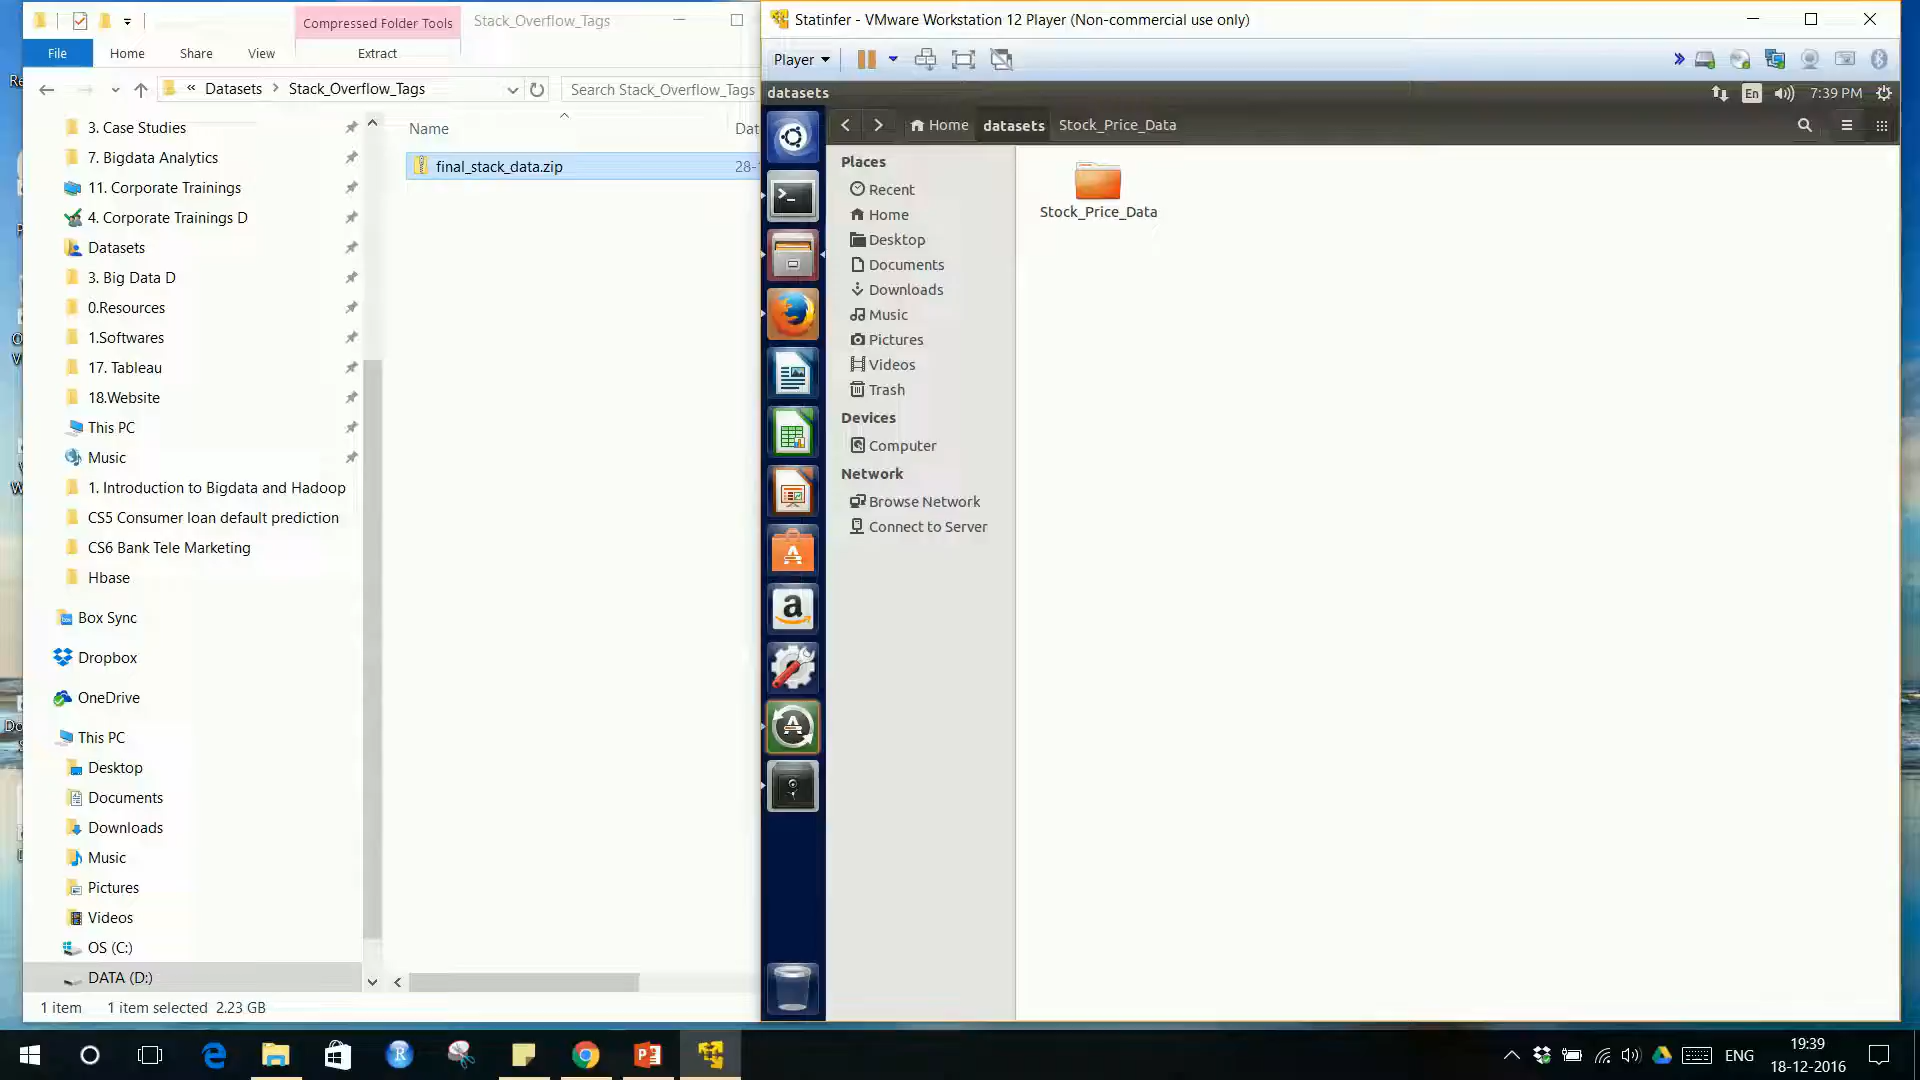 Compressed Folder Tools
Stack_Overflow_Tags
File
Home
Share
View
Extract
« Datasets > Stack_Overflow_Tags
Search Stack_Overflow_Tags
3. Case Studies
7. Bigdata Analytics
11. Corporate Trainings
4. Corporate Trainings D
Datasets
3. Big Data D
0.Resources
1.Softwares
17. Tableau
18.Website
This PC
Music
1. Introduction to Bigdata and Hadoop
CS5 Consumer loan default prediction
CS6 Bank Tele Marketing
Hbase
Box Sync
Dropbox
OneDrive
This PC
Desktop
Documents
Downloads
Music
Pictures
Videos
OS (C:)
DATA (D:)
Name
Dat
final_stack_data.zip
28-
1 item
1 item selected 2.23 GB
Statinfer - VMware Workstation 12 Player (Non-commercial use only)
Player
datasets
En
7:39 PM
Home
datasets
Stock_Price_Data
Places
Recent
Home
Desktop
Documents
Downloads
Music
Pictures
Videos
Trash
Devices
Computer
Network
Browse Network
Connect to Server
Stock_Price_Data
ENG
19:39
18-12-2016